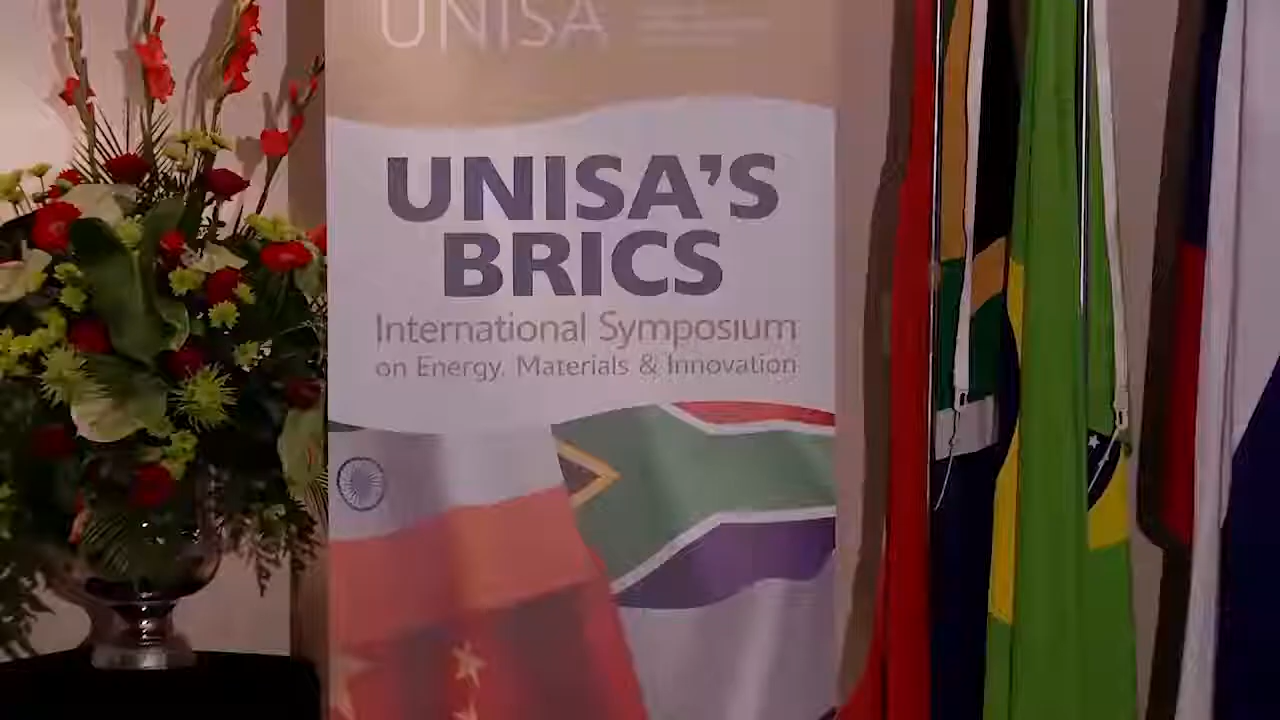 UNISA
UNISA'S
BRICS
International Symposium
on Energy, Materials & Innovation